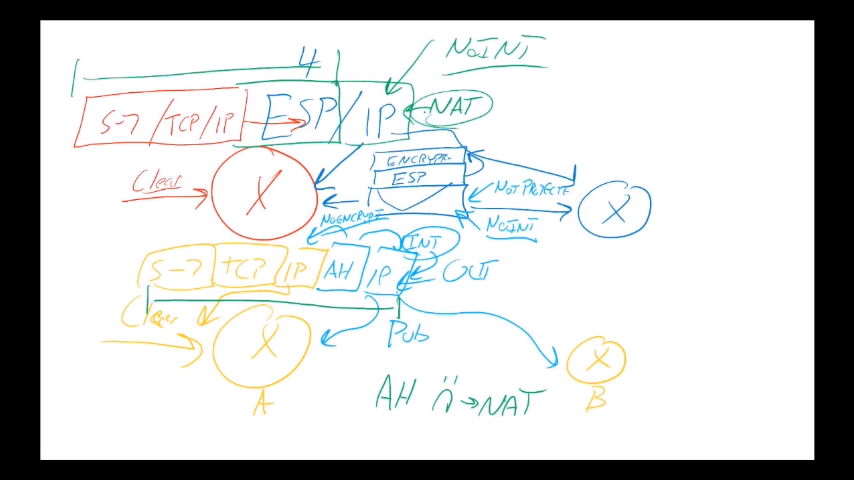 4
NoINT
S-7/TCP/IP ESP/IP
NAT
ENCRYPT
ESP
Clear
X
NOT PROTECTE
X
NOENCRYPT
NoINT
INT
S-7 TCP IP AH IP
OUT
Clear
X
Pub
X
A
AH
NAT
B